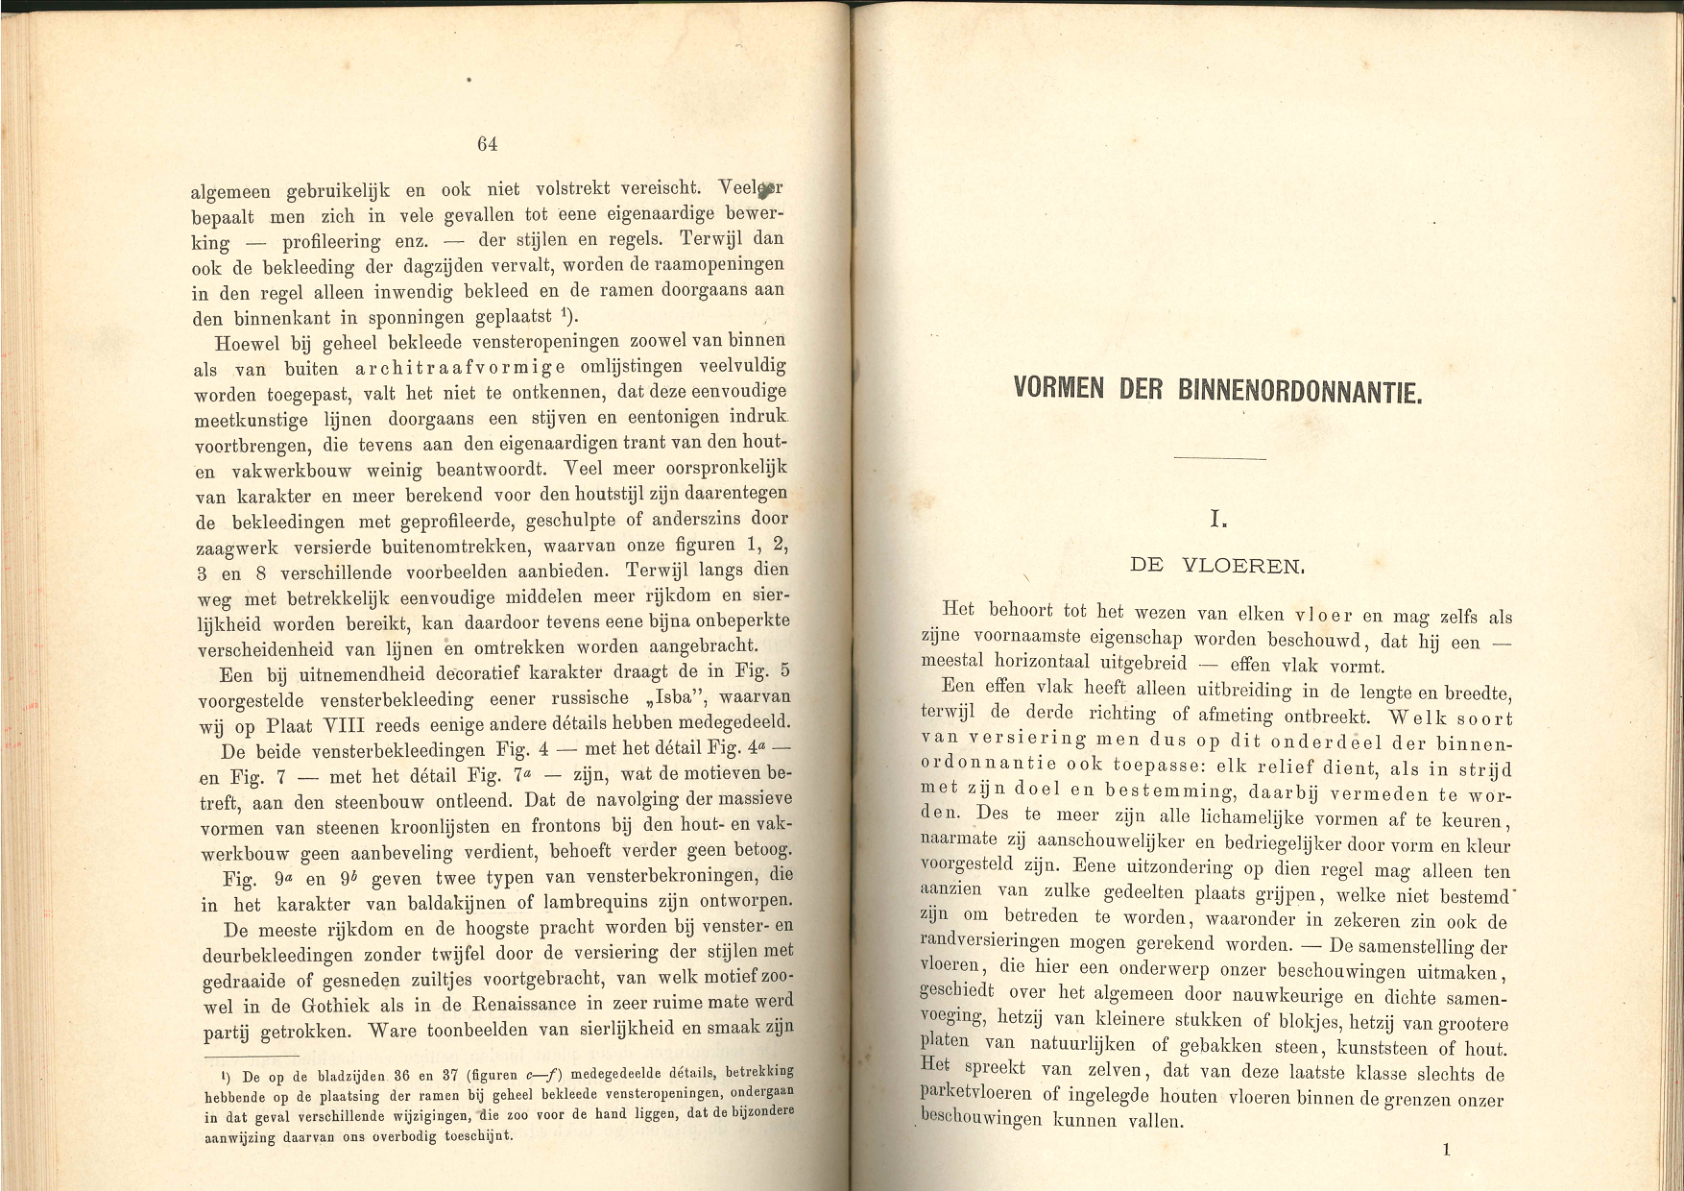 64
algemeen gebruikelijk en ook niet volstrekt vereischt. Veeleer
bepaalt men zich in vele gevallen tot eene eigenaardige bewer-
king — profileering enz. — der stijlen en regels. Terwijl dan
ook de bekleeding der dagzijden vervalt, worden de raamopeningen
in den regel alleen inwendig bekleed en de ramen doorgaans aan
den binnenkant in sponningen geplaatst ¹).
Hoewel bij geheel bekleede vensteropeningen zoowel van binnen
als van buiten architraafvormige omlijstingen veelvuldig
worden toegepast, valt het niet te ontkennen, dat deze eenvoudige
meetkunstige lijnen doorgaans een stijven en eentonigen indruk
voortbrengen, die tevens aan den eigenaardigen trant van den hout-
en vakwerkbouw weinig beantwoordt. Veel meer oorspronkelijk
van karakter en meer berekend voor den houtstijl zijn daarentegen
de bekleedingen met geprofileerde, geschulpte of anderszins door
zaagwerk versierde buitenomtrekken, waarvan onze figuren 1, 2,
3 en 8 verschillende voorbeelden aanbieden. Terwijl langs dien
weg met betrekkelijk eenvoudige middelen meer rijkdom en sier-
lijkheid worden bereikt, kan daardoor tevens eene bijna onbeperkte
verscheidenheid van lijnen en omtrekken worden aangebracht.
Een bij uitnemendheid decoratief karakter draagt de in Fig. 5
voorgestelde vensterbekleeding eener russische „Isba”, waarvan
wij op Plaat VIII reeds eenige andere détails hebben medegedeeld.
De beide vensterbekleedingen Fig. 4 — met het détail Fig. 4ᵃ —
en Fig. 7 — met het détail Fig. 7ᵃ — zijn, wat de motieven be-
treft, aan den steenbouw ontleend. Dat de navolging der massieve
vormen van steenen kroonlijsten en frontons bij den hout- en vak-
werkbouw geen aanbeveling verdient, behoeft verder geen betoog.
Fig. 9ᵃ en 9ᵇ geven twee typen van vensterbekroningen, die
in het karakter van baldakijnen of lambrequins zijn ontworpen.
De meeste rijkdom en de hoogste pracht worden bij venster- en
deurbekleedingen zonder twijfel door de versiering der stijlen met
gedraaide of gesneden zuiltjes voortgebracht, van welk motief zoo-
wel in de Gothiek als in de Renaissance in zeer ruime mate werd
partij getrokken. Ware toonbeelden van sierlijkheid en smaak zijn
¹) De op de bladzijden 36 en 37 (figuren c—f) medegedeelde détails, betrekking
hebbende op de plaatsing der ramen bij geheel bekleede vensteropeningen, ondergaan
in dat geval verschillende wijzigingen, die zoo voor de hand liggen, dat de bijzondere
aanwijzing daarvan ons overbodig toeschijnt.
VORMEN DER BINNENORDONNANTIE.
I.
DE VLOEREN.
Het behoort tot het wezen van elken vloer en mag zelfs als
zijne voornaamste eigenschap worden beschouwd, dat hij een —
meestal horizontaal uitgebreid — effen vlak vormt.
Een effen vlak heeft alleen uitbreiding in de lengte en breedte,
terwijl de derde richting of afmeting ontbreekt. Welk soort
van versiering men dus op dit onderdeel der binnen-
ordonnantie ook toepasse: elk relief dient, als in strijd
met zijn doel en bestemming, daarbij vermeden te wor-
den. Des te meer zijn alle lichamelijke vormen af te keuren,
naarmate zij aanschouwelijker en bedriegelijker door vorm en kleur
voorgesteld zijn. Eene uitzondering op dien regel mag alleen ten
aanzien van zulke gedeelten plaats grijpen, welke niet bestemd
zijn om betreden te worden, waaronder in zekeren zin ook de
randversieringen mogen gerekend worden. — De samenstelling der
vloeren, die hier een onderwerp onzer beschouwingen uitmaken,
geschiedt over het algemeen door nauwkeurige en dichte samen-
voeging, hetzij van kleinere stukken of blokjes, hetzij van grootere
platen van natuurlijken of gebakken steen, kunststeen of hout.
Het spreekt van zelven, dat van deze laatste klasse slechts de
parketvloeren of ingelegde houten vloeren binnen de grenzen onzer
beschouwingen kunnen vallen.
1